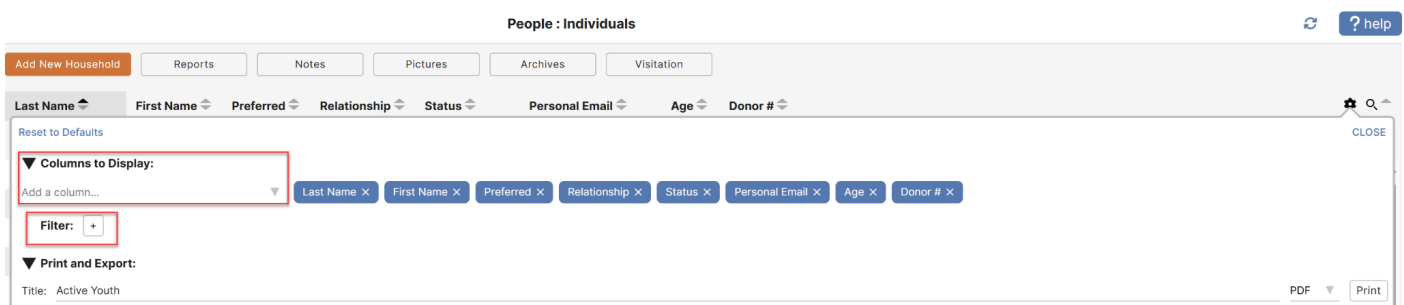 People : Individuals
? help
Add New Household Reports Notes Pictures Archives Visitation
Last Name First Name Preferred Relationship Status Personal Email Age Donor #
Reset to Defaults CLOSE
Columns to Display:
Add a column... Last Name × First Name × Preferred × Relationship × Status × Personal Email × Age × Donor # ×
Filter: +
Print and Export:
Title: Active Youth PDF Print